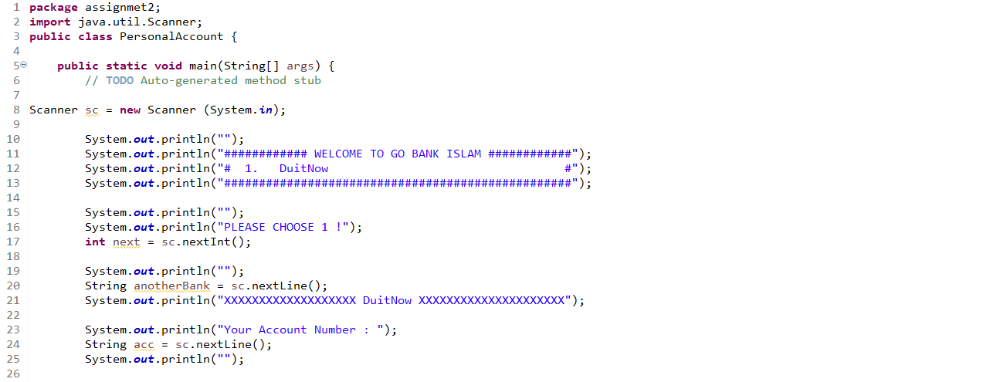 1 package assignmet2;
2 import java.util.Scanner;
3 public class PersonalAccount {
4
5 public static void main(String[] args) {
6 // TODO Auto-generated method stub
7
8 Scanner sc = new Scanner (System.in);
9
10 System.out.println("");
11 System.out.println("############ WELCOME TO GO BANK ISLAM ############");
12 System.out.println("#  1.   DuitNow                                  #");
13 System.out.println("##################################################");
14
15 System.out.println("");
16 System.out.println("PLEASE CHOOSE 1 !");
17 int next = sc.nextInt();
18
19 System.out.println("");
20 String anotherBank = sc.nextLine();
21 System.out.println("XXXXXXXXXXXXXXXXXXX DuitNow XXXXXXXXXXXXXXXXXXXXX");
22
23 System.out.println("Your Account Number : ");
24 String acc = sc.nextLine();
25 System.out.println("");
26